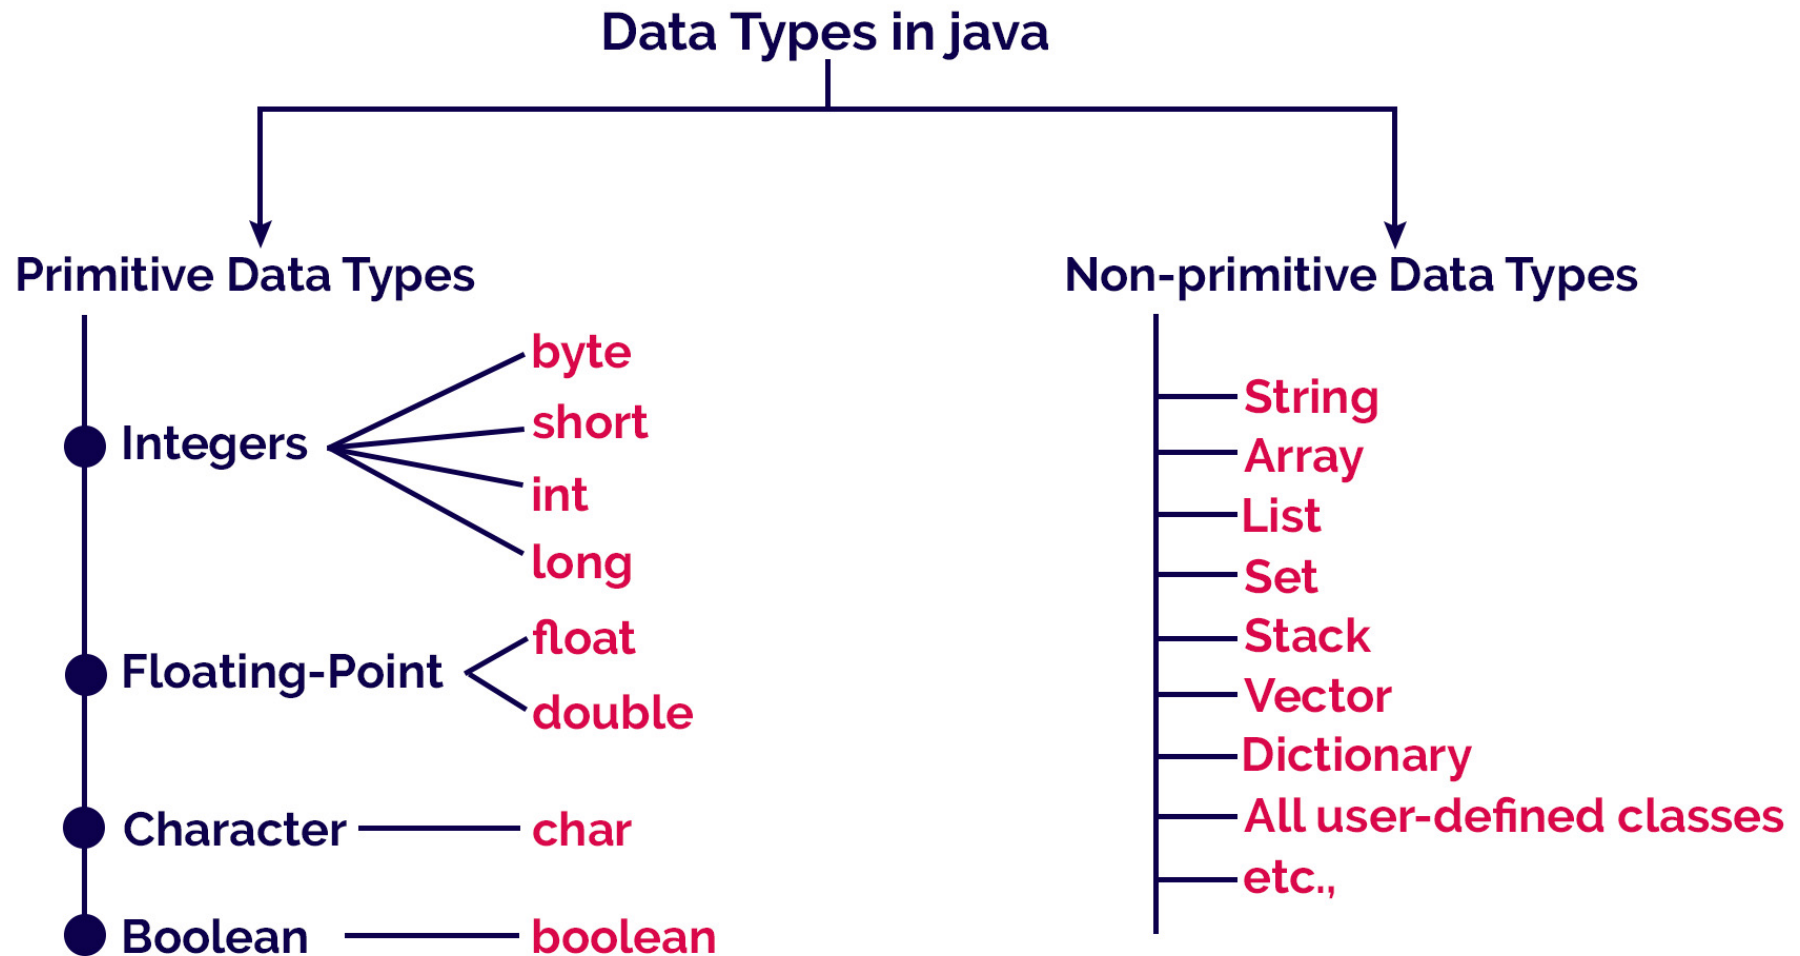 Data Types in java
Primitive Data Types
Integers
byte
short
int
long
Floating-Point
float
double
Character
char
Boolean
boolean
Non-primitive Data Types
String
Array
List
Set
Stack
Vector
Dictionary
All user-defined classes
etc.,